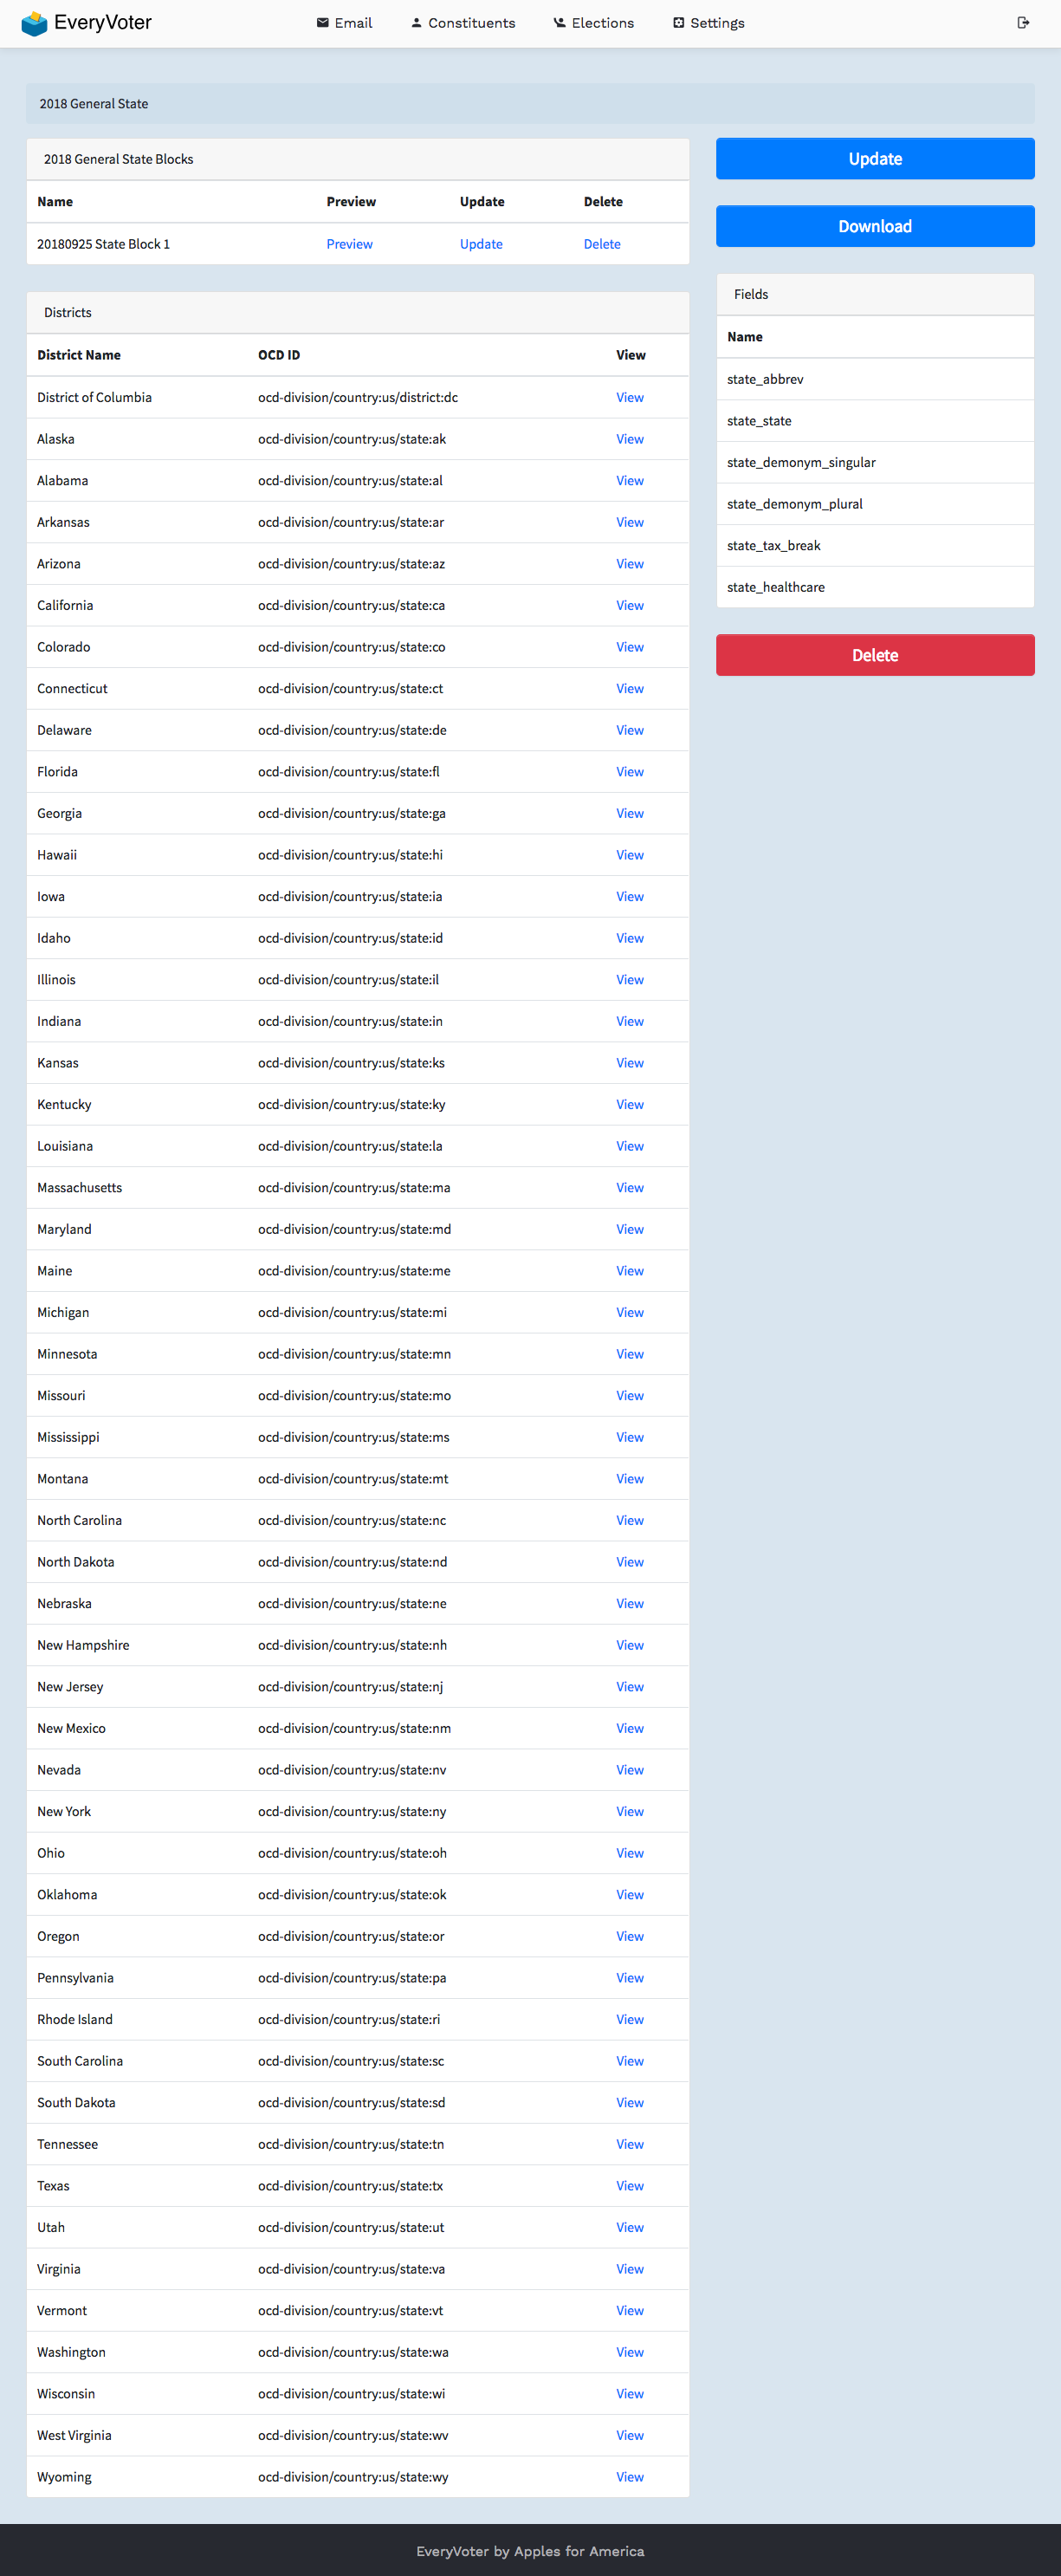 EveryVoter Email Constituents Elections Settings
2018 General State
2018 General State Blocks
Name Preview Update Delete
20180925 State Block 1 Preview Update Delete
Districts
District Name OCD ID View
District of Columbia ocd-division/country:us/district:dc View
Alaska ocd-division/country:us/state:ak View
Alabama ocd-division/country:us/state:al View
Arkansas ocd-division/country:us/state:ar View
Arizona ocd-division/country:us/state:az View
California ocd-division/country:us/state:ca View
Colorado ocd-division/country:us/state:co View
Connecticut ocd-division/country:us/state:ct View
Delaware ocd-division/country:us/state:de View
Florida ocd-division/country:us/state:fl View
Georgia ocd-division/country:us/state:ga View
Hawaii ocd-division/country:us/state:hi View
Iowa ocd-division/country:us/state:ia View
Idaho ocd-division/country:us/state:id View
Illinois ocd-division/country:us/state:il View
Indiana ocd-division/country:us/state:in View
Kansas ocd-division/country:us/state:ks View
Kentucky ocd-division/country:us/state:ky View
Louisiana ocd-division/country:us/state:la View
Massachusetts ocd-division/country:us/state:ma View
Maryland ocd-division/country:us/state:md View
Maine ocd-division/country:us/state:me View
Michigan ocd-division/country:us/state:mi View
Minnesota ocd-division/country:us/state:mn View
Missouri ocd-division/country:us/state:mo View
Mississippi ocd-division/country:us/state:ms View
Montana ocd-division/country:us/state:mt View
North Carolina ocd-division/country:us/state:nc View
North Dakota ocd-division/country:us/state:nd View
Nebraska ocd-division/country:us/state:ne View
New Hampshire ocd-division/country:us/state:nh View
New Jersey ocd-division/country:us/state:nj View
New Mexico ocd-division/country:us/state:nm View
Nevada ocd-division/country:us/state:nv View
New York ocd-division/country:us/state:ny View
Ohio ocd-division/country:us/state:oh View
Oklahoma ocd-division/country:us/state:ok View
Oregon ocd-division/country:us/state:or View
Pennsylvania ocd-division/country:us/state:pa View
Rhode Island ocd-division/country:us/state:ri View
South Carolina ocd-division/country:us/state:sc View
South Dakota ocd-division/country:us/state:sd View
Tennessee ocd-division/country:us/state:tn View
Texas ocd-division/country:us/state:tx View
Utah ocd-division/country:us/state:ut View
Virginia ocd-division/country:us/state:va View
Vermont ocd-division/country:us/state:vt View
Washington ocd-division/country:us/state:wa View
Wisconsin ocd-division/country:us/state:wi View
West Virginia ocd-division/country:us/state:wv View
Wyoming ocd-division/country:us/state:wy View
Update
Download
Fields
Name
state_abbrev
state_state
state_demonym_singular
state_demonym_plural
state_tax_break
state_healthcare
Delete
EveryVoter by Apples for America